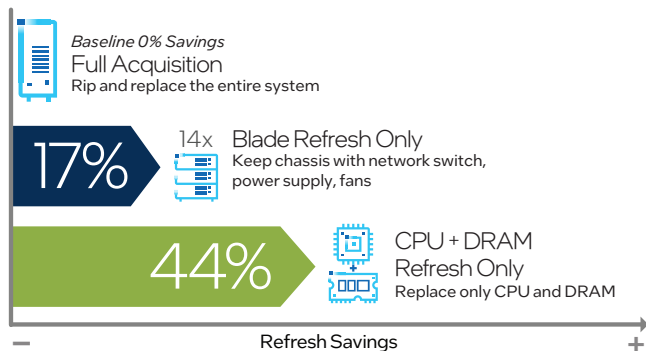 Baseline 0% Savings
Full Acquisition
Rip and replace the entire system
17%
14x
Blade Refresh Only
Keep chassis with network switch,
power supply, fans
44%
+
CPU + DRAM
Refresh Only
Replace only CPU and DRAM
–
Refresh Savings
+